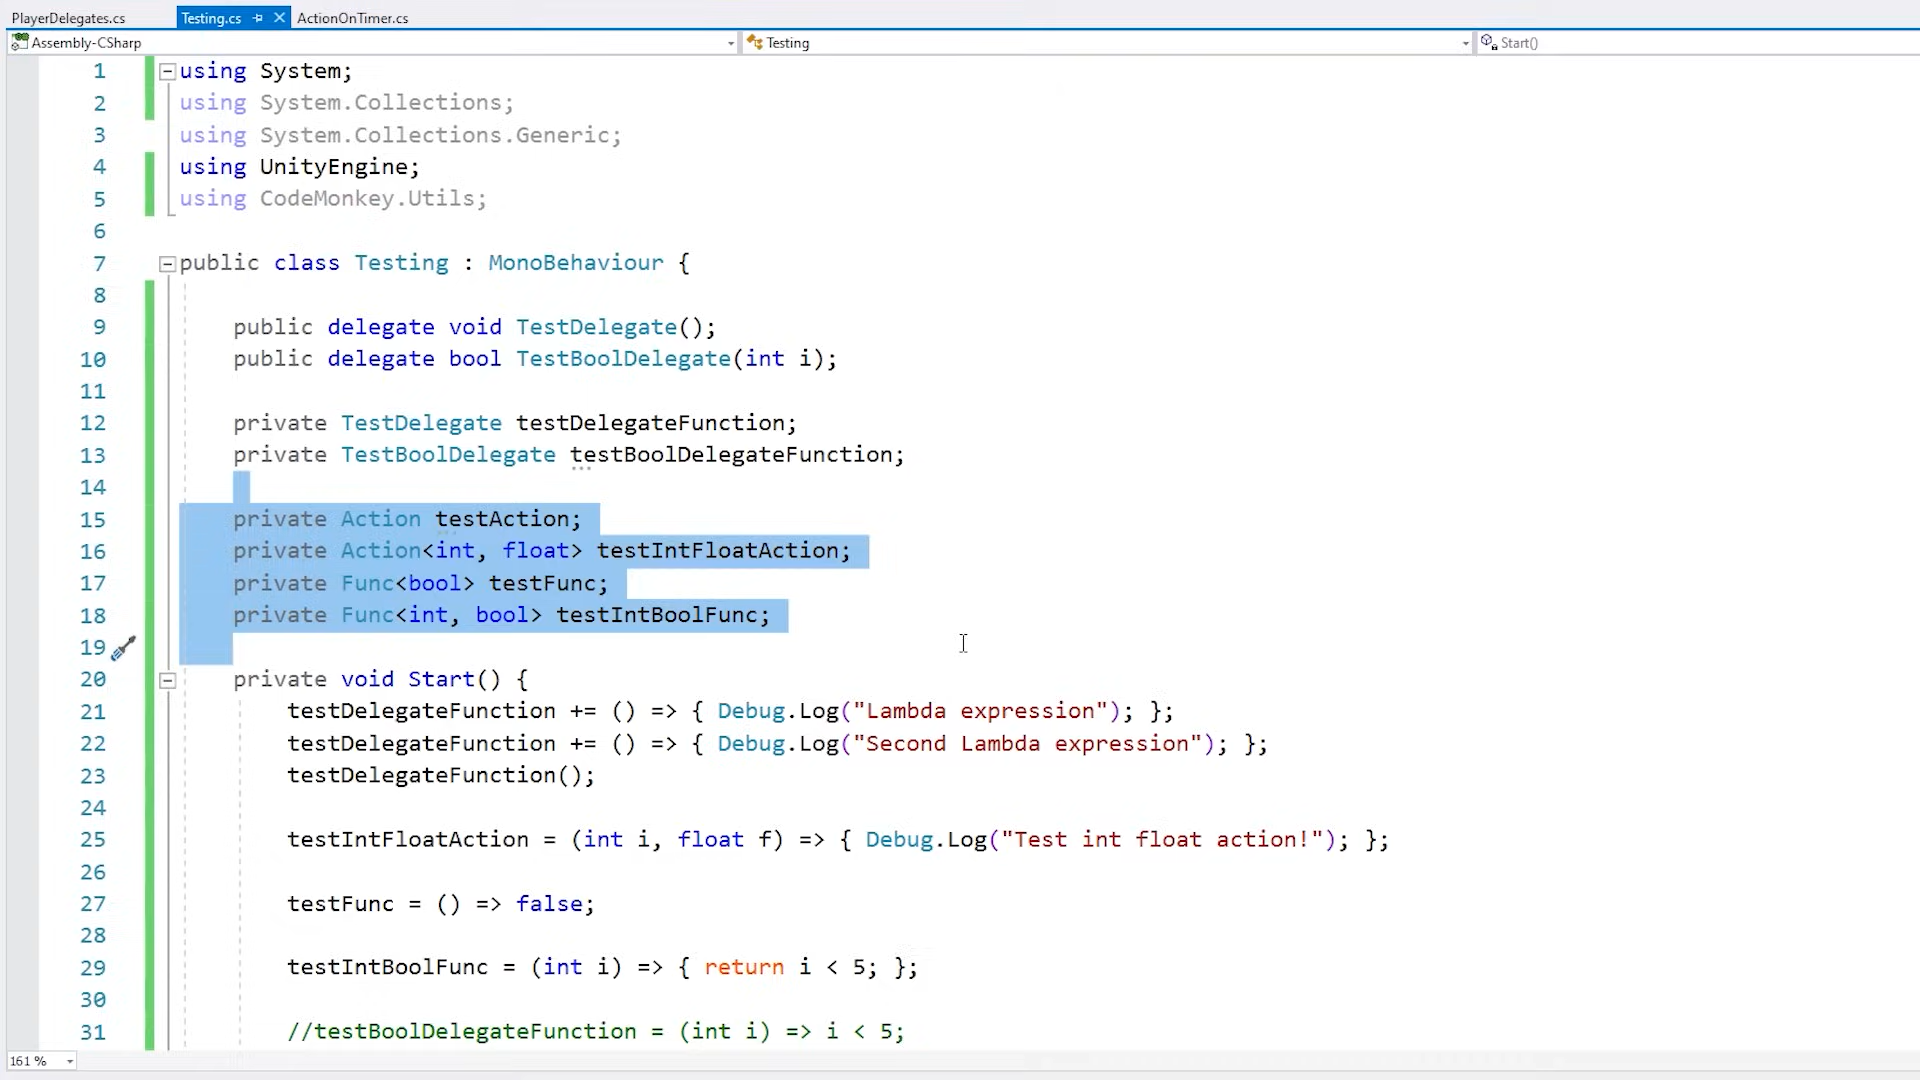 PlayerDelegates.cs Testing.cs ActionOnTimer.cs
Assembly-CSharp Testing Start()
1 using System;
2 using System.Collections;
3 using System.Collections.Generic;
4 using UnityEngine;
5 using CodeMonkey.Utils;
6
7 public class Testing : MonoBehaviour {
8
9 public delegate void TestDelegate();
10 public delegate bool TestBoolDelegate(int i);
11
12 private TestDelegate testDelegateFunction;
13 private TestBoolDelegate testBoolDelegateFunction;
14
15 private Action testAction;
16 private Action<int, float> testIntFloatAction;
17 private Func<bool> testFunc;
18 private Func<int, bool> testIntBoolFunc;
19
20 private void Start() {
21 testDelegateFunction += () => { Debug.Log("Lambda expression"); };
22 testDelegateFunction += () => { Debug.Log("Second Lambda expression"); };
23 testDelegateFunction();
24
25 testIntFloatAction = (int i, float f) => { Debug.Log("Test int float action!"); };
26
27 testFunc = () => false;
28
29 testIntBoolFunc = (int i) => { return i < 5; };
30
31 //testBoolDelegateFunction = (int i) => i < 5;
161 %